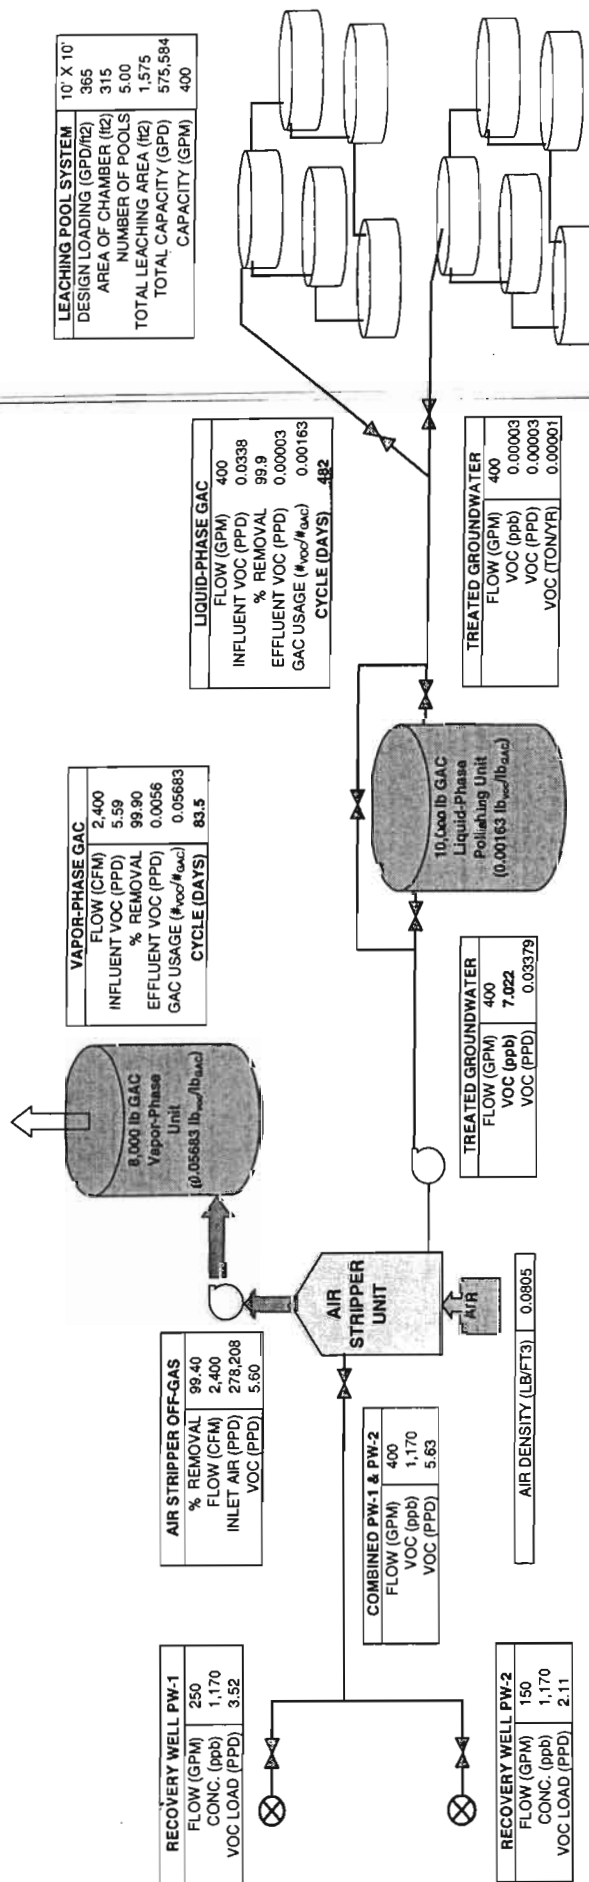 RECOVERY WELL PW-1
FLOW (GPM) 250
CONC. (ppb) 1,170
VOC LOAD (PPD) 3.52
RECOVERY WELL PW-2
FLOW (GPM) 150
CONC. (ppb) 1,170
VOC LOAD (PPD) 2.11
COMBINED PW-1 & PW-2
FLOW (GPM) 400
VOC (ppb) 1,170
VOC (PPD) 5.63
AIR STRIPPER OFF-GAS
% REMOVAL 99.40
FLOW (CFM) 2,400
INLET AIR (PPD) 278,208
VOC (PPD) 5.60
AIR
STRIPPER
UNIT
AIR
AIR DENSITY (LB/FT3) 0.0805
8,000 lb GAC
Vapor-Phase
Unit
(0.05683 lbvoc/lbGAC)
VAPOR-PHASE GAC
FLOW (CFM) 2,400
INFLUENT VOC (PPD) 5.59
% REMOVAL 99.90
EFFLUENT VOC (PPD) 0.0056
GAC USAGE (#voc/#GAC) 0.05683
CYCLE (DAYS) 83.5
TREATED GROUNDWATER
FLOW (GPM) 400
VOC (ppb) 7.022
VOC (PPD) 0.03379
10,000 lb GAC
Liquid-Phase
Pollishing Unit
(0.00163 lbvoc/lbGAC)
LIQUID-PHASE GAC
FLOW (GPM) 400
INFLUENT VOC (PPD) 0.0338
% REMOVAL 99.9
EFFLUENT VOC (PPD) 0.00003
GAC USAGE (#voc/#GAC) 0.00163
CYCLE (DAYS) 482
TREATED GROUNDWATER
FLOW (GPM) 400
VOC (ppb) 0.00003
VOC (PPD) 0.00003
VOC (TON/YR) 0.00001
LEACHING POOL SYSTEM 10' X 10'
DESIGN LOADING (GPD/ft2) 365
AREA OF CHAMBER (ft2) 315
NUMBER OF POOLS 5.00
TOTAL LEACHING AREA (ft2) 1,575
TOTAL CAPACITY (GPD) 575,584
CAPACITY (GPM) 400